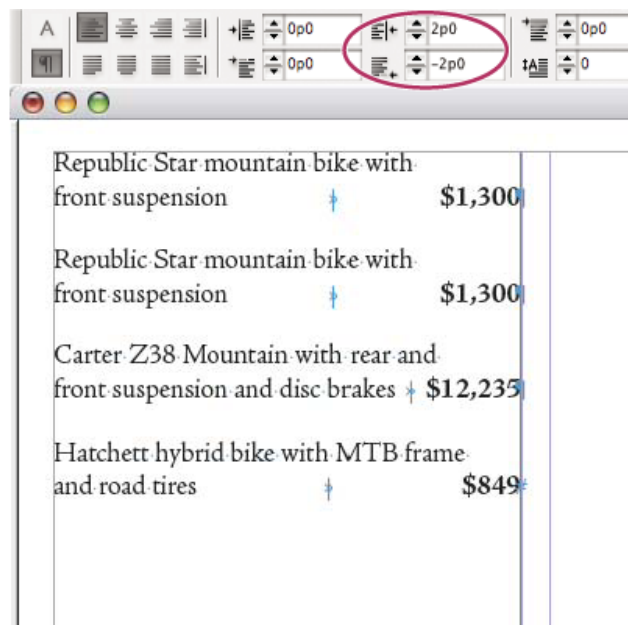 A 0p0 2p0 0p0
¶ 0p0 -2p0 0
Republic Star mountain bike with
front suspension $1,300
Republic Star mountain bike with
front suspension $1,300
Carter Z38 Mountain with rear and
front suspension and disc brakes $12,235
Hatchett hybrid bike with MTB frame
and road tires $849